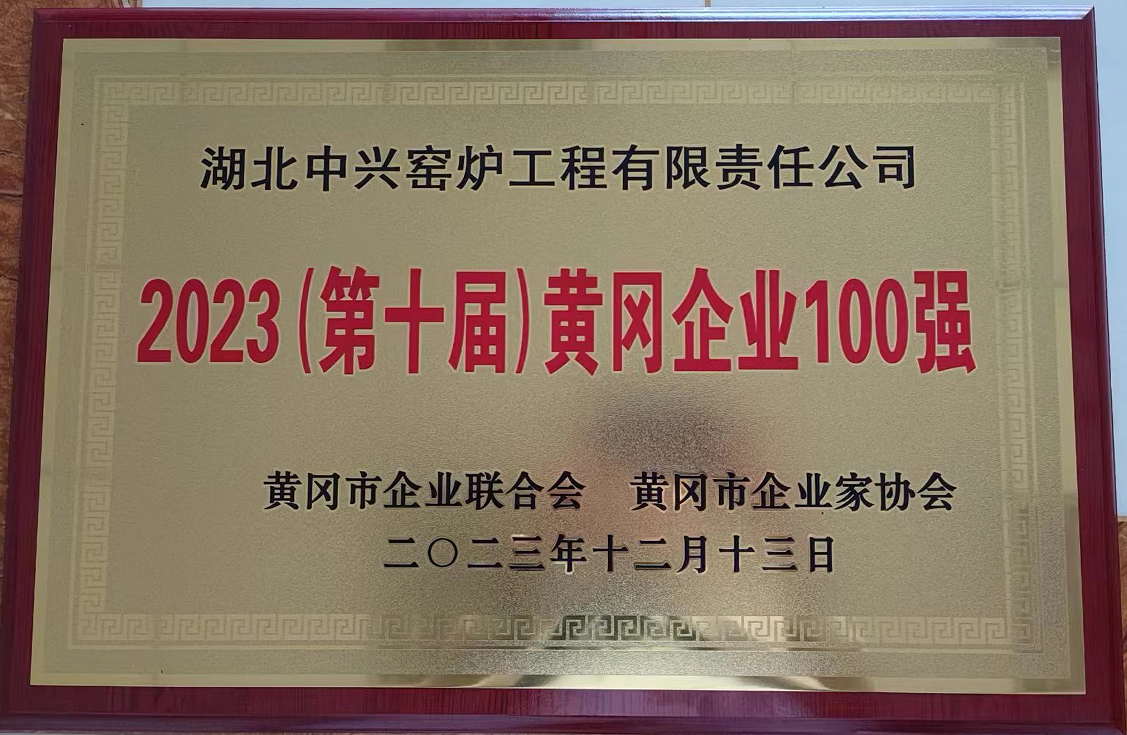 湖北中兴窑炉工程有限责任公司
2023(第十届)黄冈企业100强
黄冈市企业联合会 黄冈市企业家协会
二〇二三年十二月十三日